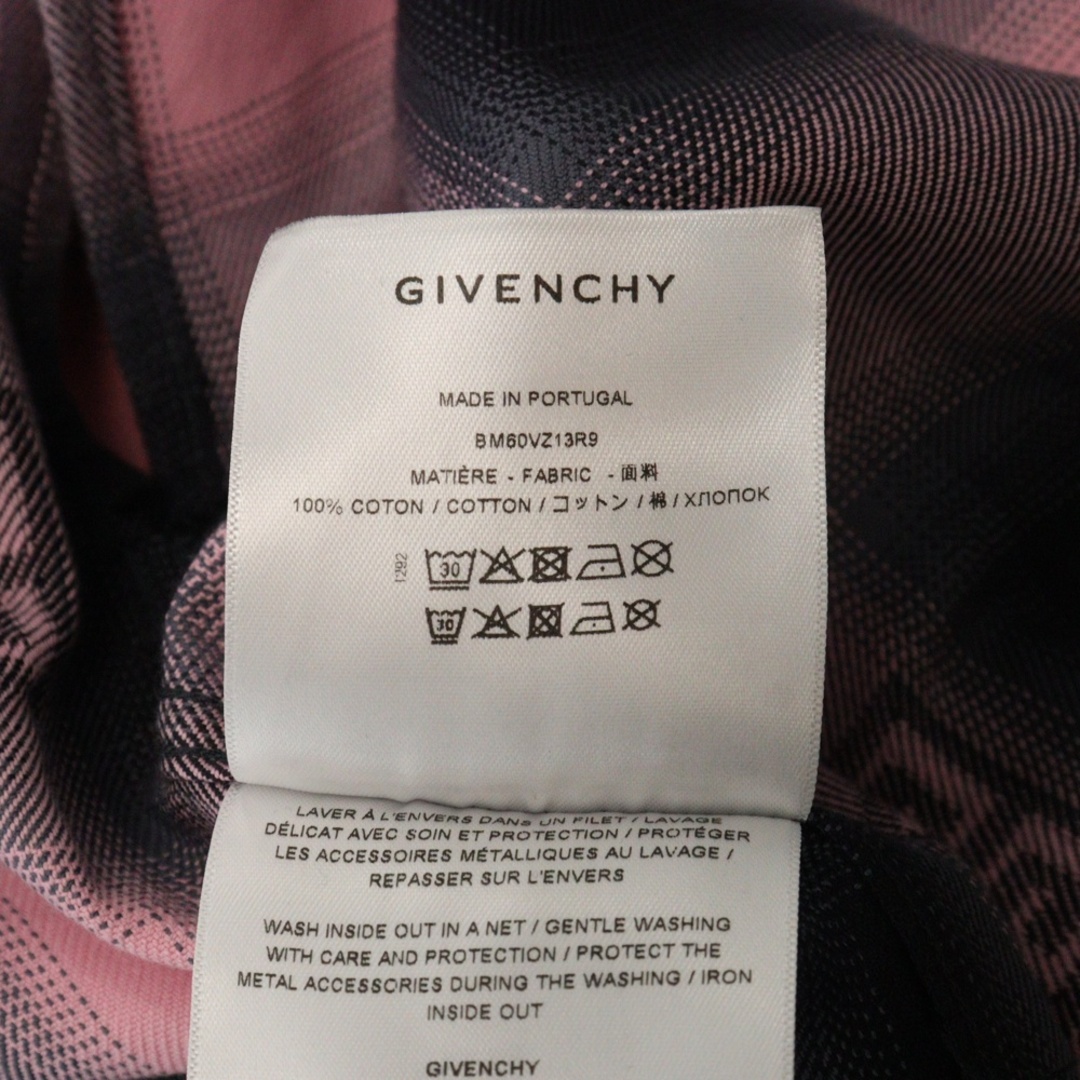 GIVENCHY
MADE IN PORTUGAL
BM60VZ13R9
MATIÈRE - FABRIC - 面料
100% COTON / COTTON / コットン / 棉 / ХЛОПОК
1292
30
30
LAVER À L'ENVERS DANS UN FILET / LAVAGE
DÉLICAT AVEC SOIN ET PROTECTION / PROTÉGER
LES ACCESSOIRES MÉTALLIQUES AU LAVAGE /
REPASSER SUR L'ENVERS
WASH INSIDE OUT IN A NET / GENTLE WASHING
WITH CARE AND PROTECTION / PROTECT THE
METAL ACCESSORIES DURING THE WASHING / IRON
INSIDE OUT
GIVENCHY